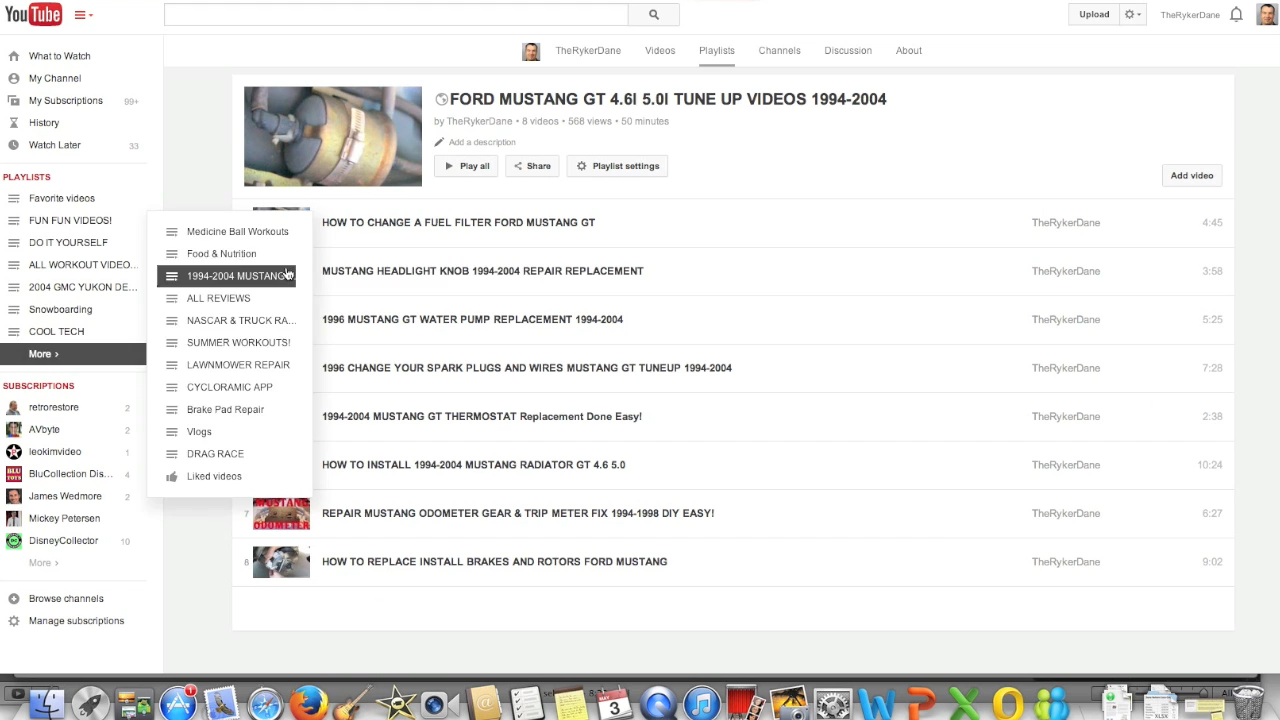 YouTube
Upload
TheRykerDane
TheRykerDane
Videos
Playlists
Channels
Discussion
About
What to Watch
My Channel
My Subscriptions 99+
History
Watch Later 33
PLAYLISTS
Favorite videos
FUN FUN VIDEOS!
DO IT YOURSELF
ALL WORKOUT VIDEO...
2004 GMC YUKON DE...
Snowboarding
COOL TECH
More ›
SUBSCRIPTIONS
retrorestore 2
AVbyte 2
leokimvideo 1
BluCollection Dis... 4
James Wedmore 2
Mickey Petersen
DisneyCollector 10
More ›
Browse channels
Manage subscriptions
Medicine Ball Workouts
Food & Nutrition
1994-2004 MUSTANG
ALL REVIEWS
NASCAR & TRUCK RA...
SUMMER WORKOUTS!
LAWNMOWER REPAIR
CYCLORAMIC APP
Brake Pad Repair
Vlogs
DRAG RACE
Liked videos
FORD MUSTANG GT 4.6l 5.0l TUNE UP VIDEOS 1994-2004
by TheRykerDane • 8 videos • 568 views • 50 minutes
Add a description
Play all
Share
Playlist settings
Add video
HOW TO CHANGE A FUEL FILTER FORD MUSTANG GT TheRykerDane 4:45
MUSTANG HEADLIGHT KNOB 1994-2004 REPAIR REPLACEMENT TheRykerDane 3:58
1996 MUSTANG GT WATER PUMP REPLACEMENT 1994-2004 TheRykerDane 5:25
1996 CHANGE YOUR SPARK PLUGS AND WIRES MUSTANG GT TUNEUP 1994-2004 TheRykerDane 7:28
1994-2004 MUSTANG GT THERMOSTAT Replacement Done Easy! TheRykerDane 2:38
HOW TO INSTALL 1994-2004 MUSTANG RADIATOR GT 4.6 5.0 TheRykerDane 10:24
7 MUSTANG ODOMETER REPAIR MUSTANG ODOMETER GEAR & TRIP METER FIX 1994-1998 DIY EASY! TheRykerDane 6:27
8 HOW TO REPLACE INSTALL BRAKES AND ROTORS FORD MUSTANG TheRykerDane 9:02
1
MAY
3
W P X O
XLSX